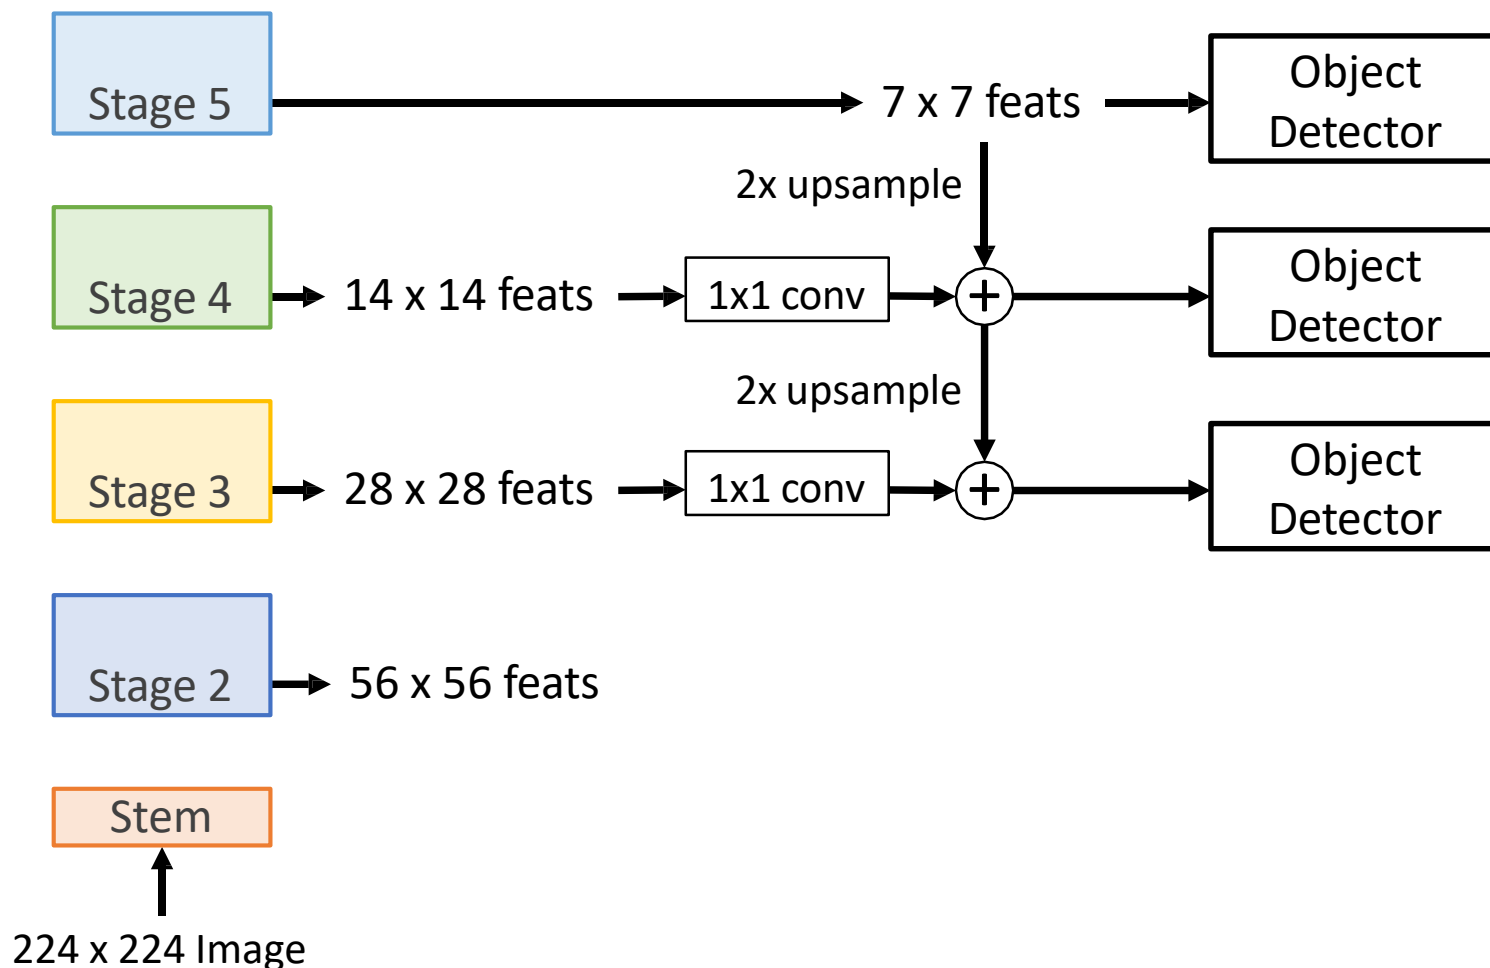 Stage 5
7 x 7 feats
Object
Detector
2x upsample
Stage 4
14 x 14 feats
1x1 conv
+
Object
Detector
2x upsample
Stage 3
28 x 28 feats
1x1 conv
+
Object
Detector
Stage 2
56 x 56 feats
Stem
224 x 224 Image